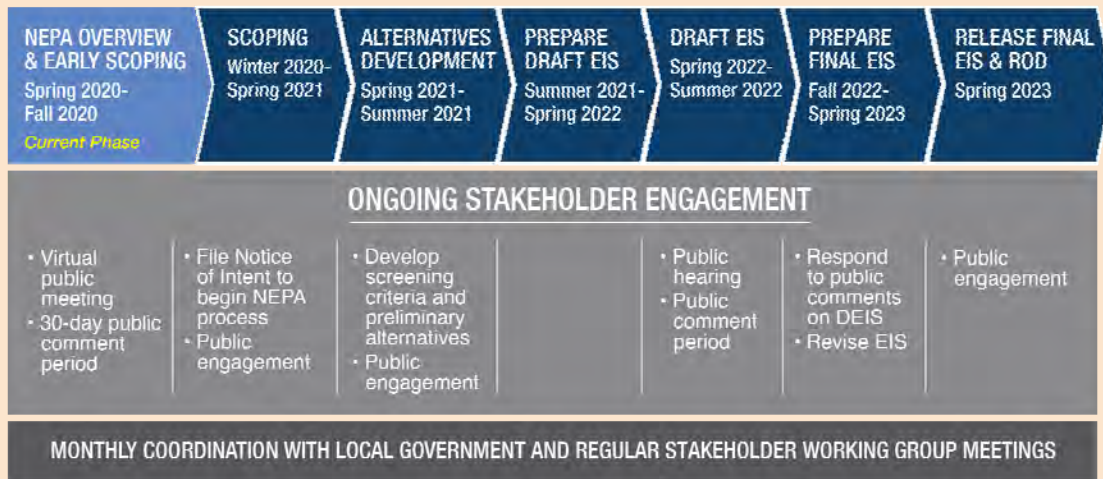 NEPA OVERVIEW
& EARLY SCOPING
Spring 2020-
Fall 2020
Current Phase
SCOPING
Winter 2020-
Spring 2021
ALTERNATIVES
DEVELOPMENT
Spring 2021-
Summer 2021
PREPARE
DRAFT EIS
Summer 2021-
Spring 2022
DRAFT EIS
Spring 2022-
Summer 2022
PREPARE
FINAL EIS
Fall 2022-
Spring 2023
RELEASE FINAL
EIS & ROD
Spring 2023
ONGOING STAKEHOLDER ENGAGEMENT
• Virtual
public
meeting
• 30-day public
comment
period
• File Notice
of Intent to
begin NEPA
process
• Public
engagement
• Develop
screening
criteria and
preliminary
alternatives
• Public
engagement
• Public
hearing
• Public
comment
period
• Respond
to public
comments
on DEIS
• Revise EIS
• Public
engagement
MONTHLY COORDINATION WITH LOCAL GOVERNMENT AND REGULAR STAKEHOLDER WORKING GROUP MEETINGS